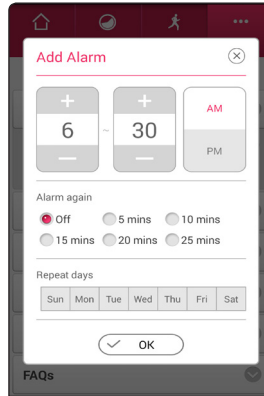 Add Alarm
6 ~ 30
AM
PM
Alarm again
Off 5 mins 10 mins
15 mins 20 mins 25 mins
Repeat days
Sun Mon Tue Wed Thu Fri Sat
OK
FAQs